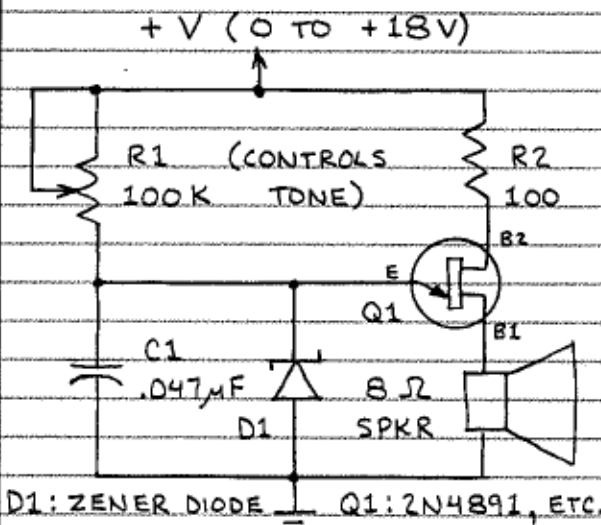 + V (0 TO +18V)
R1 (CONTROLS R2
100K TONE) 100
B2
E
Q1
B1
C1
.047µF 8 Ω
D1 SPKR
D1: ZENER DIODE Q1: 2N4891, ETC.